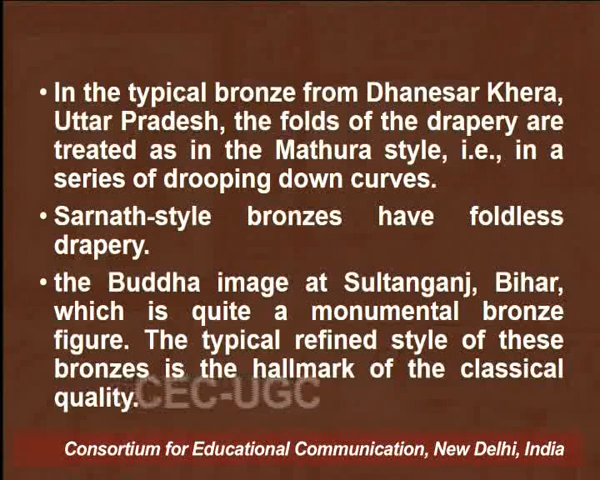 • In the typical bronze from Dhanesar Khera,
Uttar Pradesh, the folds of the drapery are
treated as in the Mathura style, i.e., in a
series of drooping down curves.
• Sarnath-style bronzes have foldless
drapery.
• the Buddha image at Sultanganj, Bihar,
which is quite a monumental bronze
figure. The typical refined style of these
bronzes is the hallmark of the classical
quality.
CEC-UGC
Consortium for Educational Communication, New Delhi, India